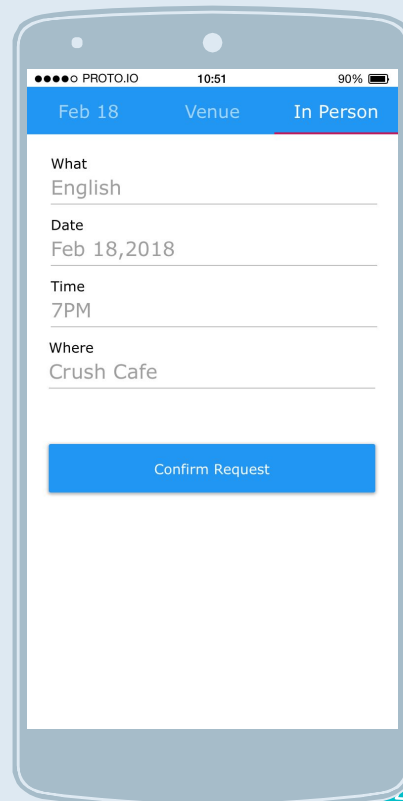 PROTO.IO 10:51 90%
Feb 18 Venue In Person
What
English
Date
Feb 18,2018
Time
7PM
Where
Crush Cafe
Confirm Request